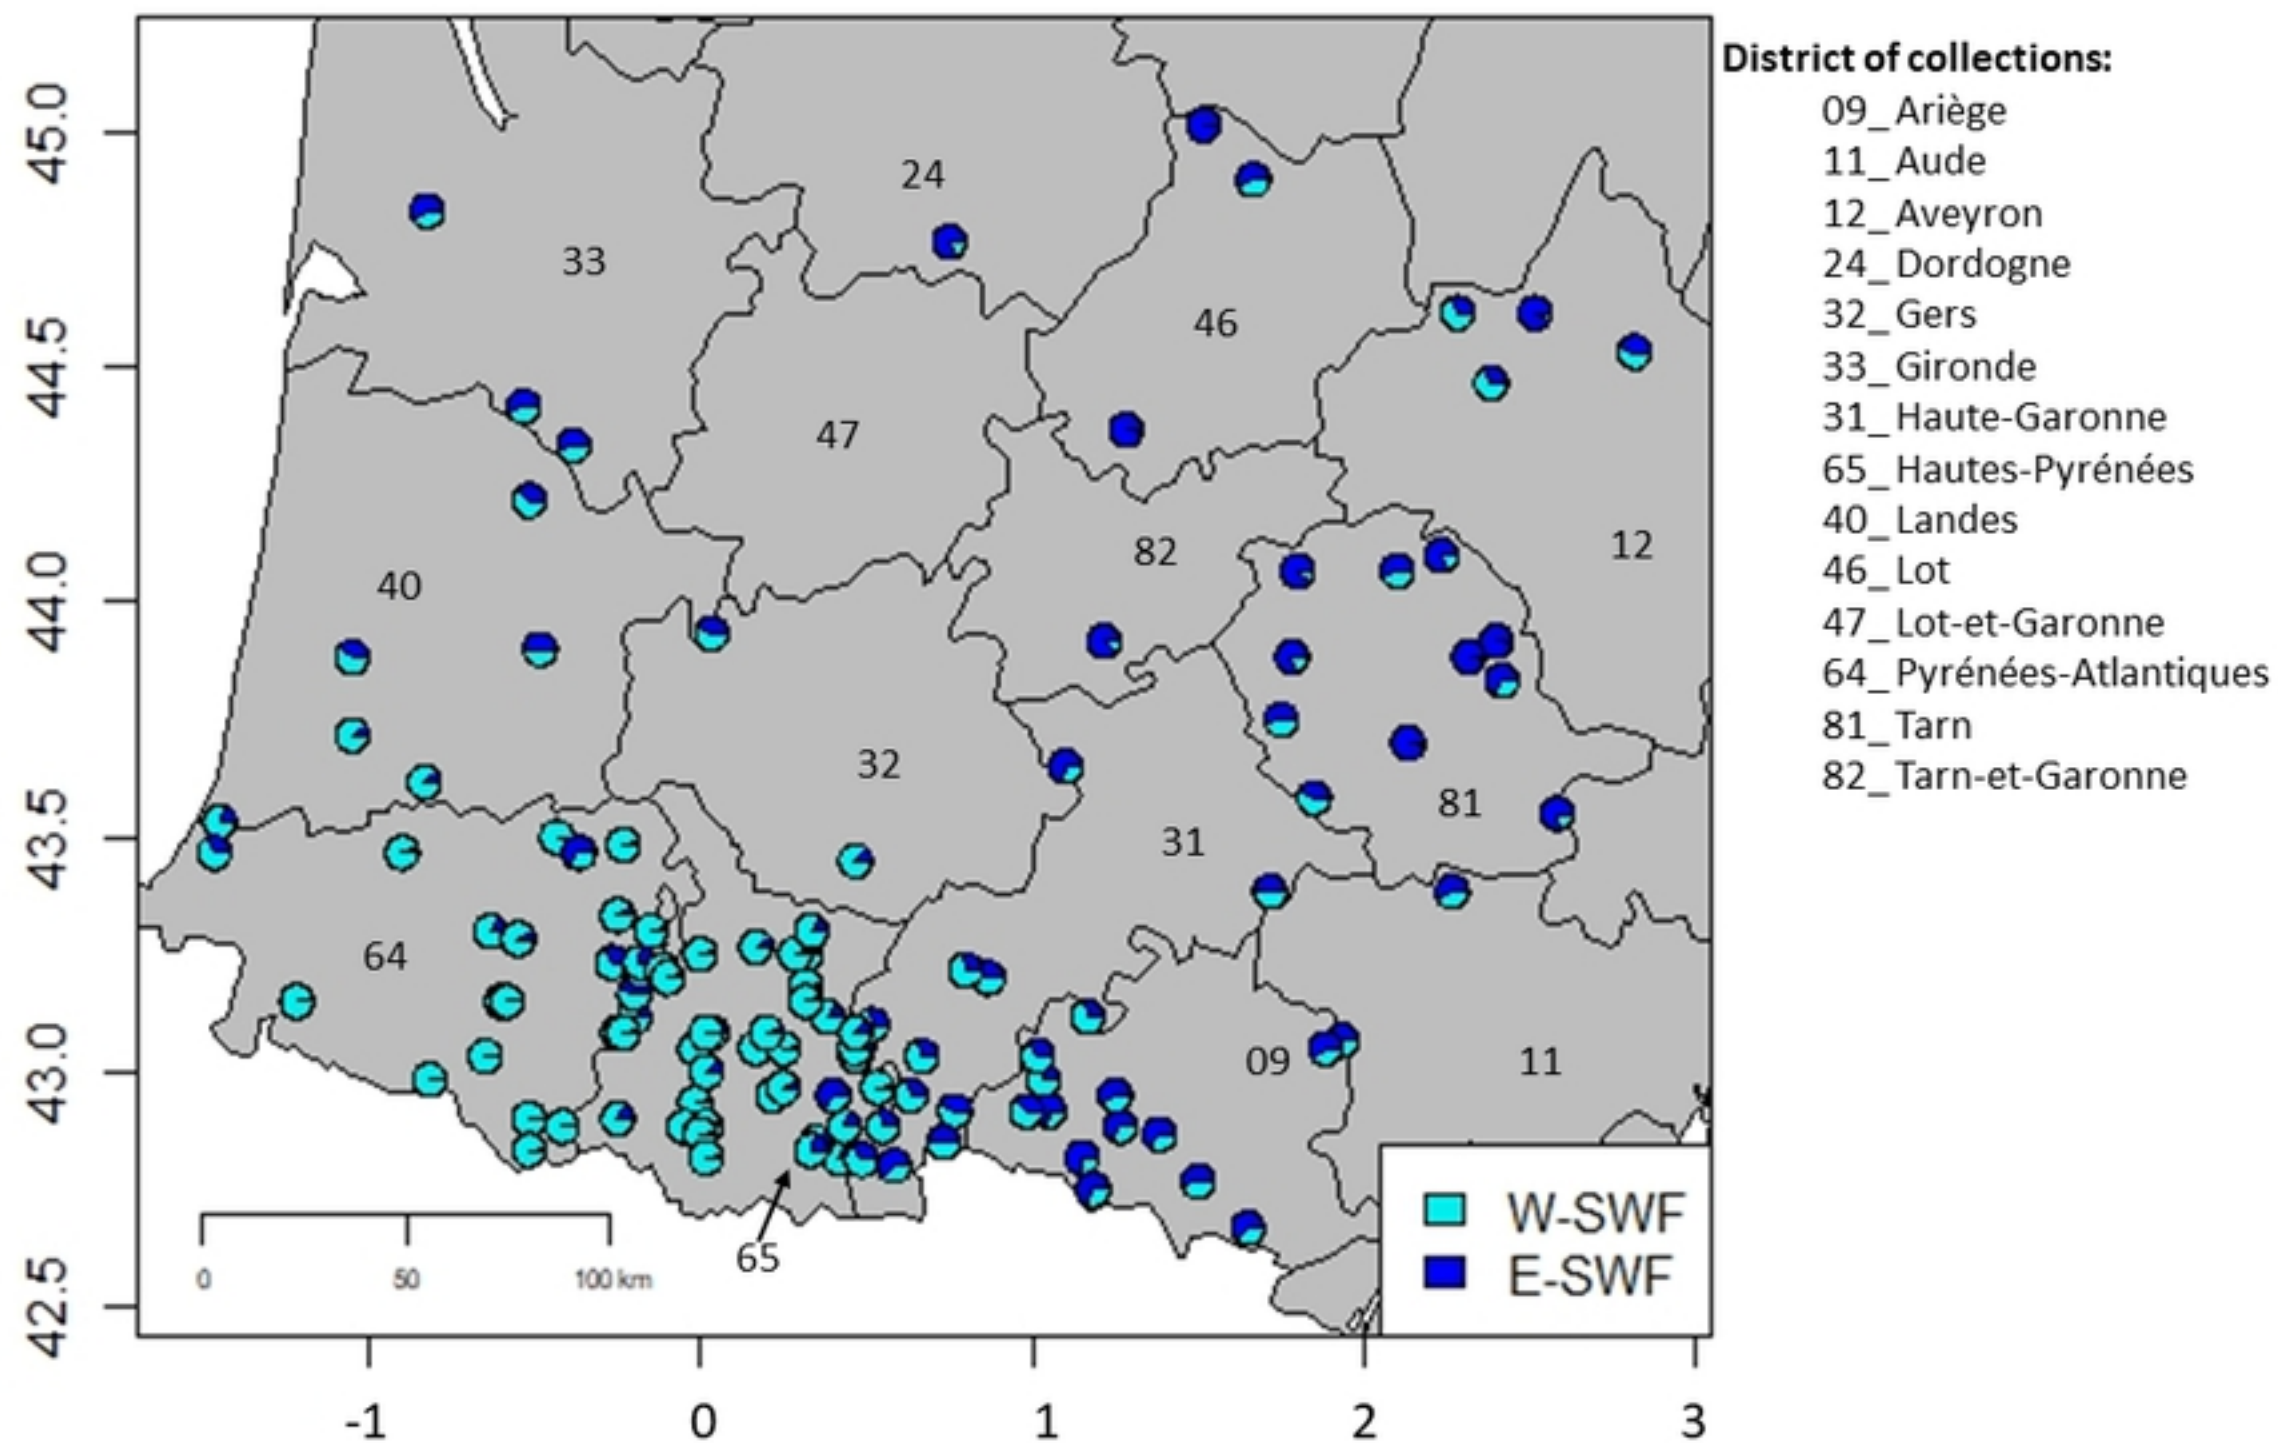 District of collections:
09_Ariège
11_Aude
12_Aveyron
24_Dordogne
32_Gers
33_Gironde
31_Haute-Garonne
65_Hautes-Pyrénées
40_Landes
46_Lot
47_Lot-et-Garonne
64_Pyrénées-Atlantiques
81_Tarn
82_Tarn-et-Garonne
45.0
44.5
44.0
43.5
43.0
42.5
24
33
46
47
12
82
40
32
81
31
64
09
11
65
W-SWF
E-SWF
0 50 100 km
-1 0 1 2 3